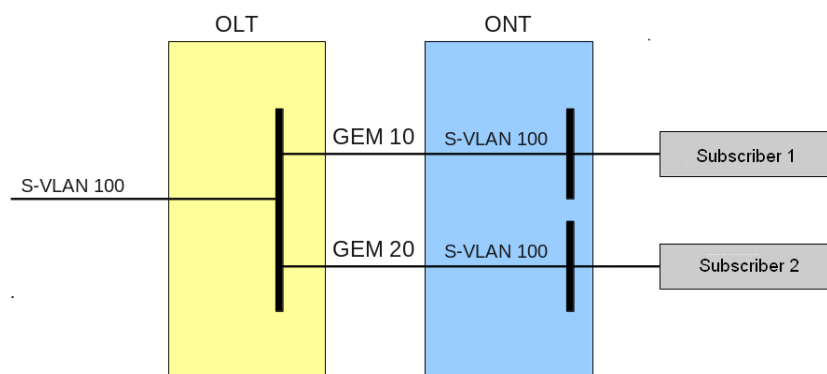 OLT
ONT
GEM 10
S-VLAN 100
Subscriber 1
S-VLAN 100
GEM 20
S-VLAN 100
Subscriber 2